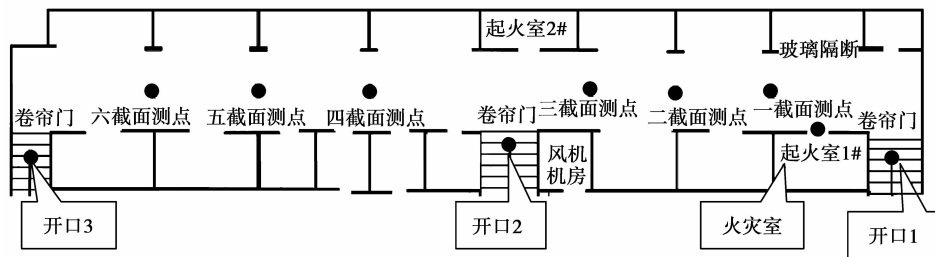 起火室2#
玻璃隔断
卷帘门
六截面测点
五截面测点
四截面测点
卷帘门
三截面测点
二截面测点
一截面测点
卷帘门
风机
机房
起火室1#
开口3
开口2
火灾室
开口1